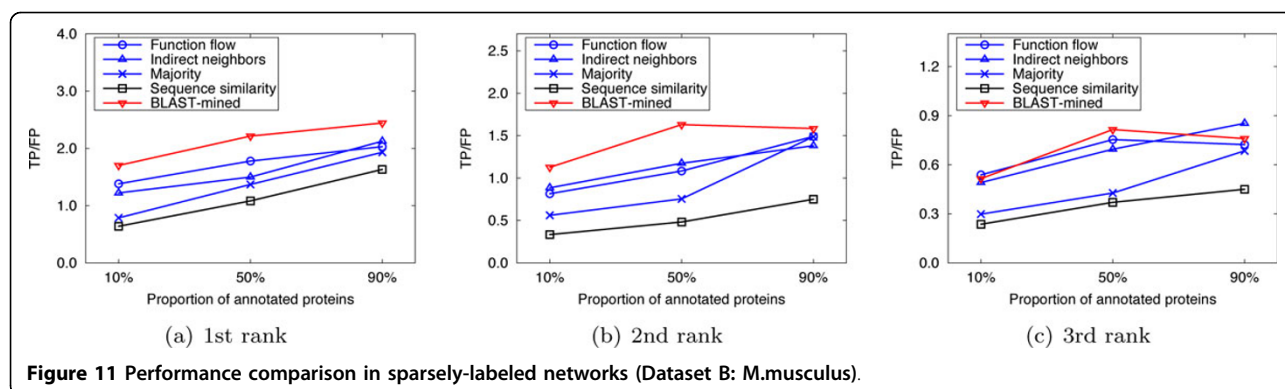 4.0
3.0
2.0
1.0
0.0
TP/FP
Function flow
Indirect neighbors
Majority
Sequence similarity
BLAST-mined
10%
50%
90%
Proportion of annotated proteins
(a) 1st rank
2.5
2.0
1.5
1.0
0.5
0.0
TP/FP
Function flow
Indirect neighbors
Majority
Sequence similarity
BLAST-mined
10%
50%
90%
Proportion of annotated proteins
(b) 2nd rank
1.2
0.9
0.6
0.3
0.0
TP/FP
Function flow
Indirect neighbors
Majority
Sequence similarity
BLAST-mined
10%
50%
90%
Proportion of annotated proteins
(c) 3rd rank
Figure 11 Performance comparison in sparsely-labeled networks (Dataset B: M.musculus).